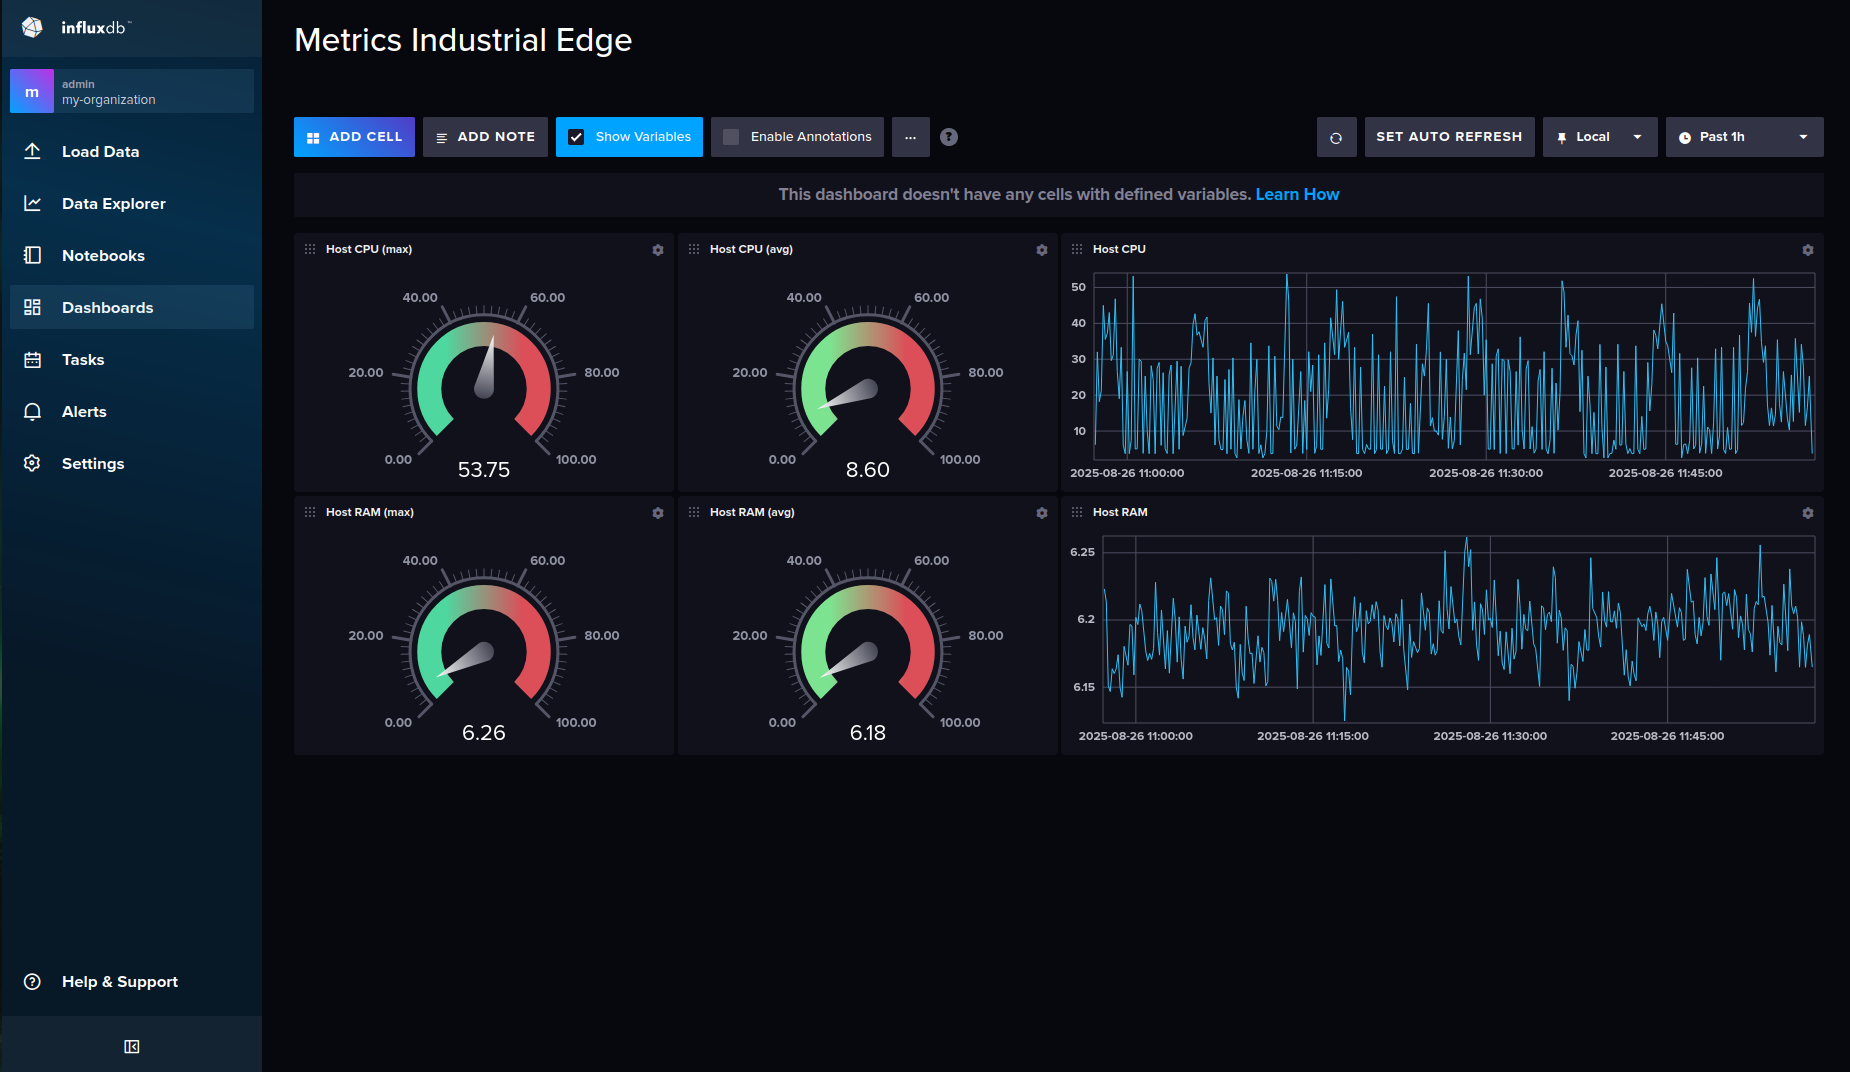 influxdb™
m
admin
my-organization
Load Data
Data Explorer
Notebooks
Dashboards
Tasks
Alerts
Settings
Help & Support
Metrics Industrial Edge
ADD CELL
ADD NOTE
Show Variables
Enable Annotations
...
?
SET AUTO REFRESH
Local
Past 1h
This dashboard doesn't have any cells with defined variables. Learn How
Host CPU (max)
40.00
60.00
20.00
80.00
0.00
100.00
53.75
Host CPU (avg)
40.00
60.00
20.00
80.00
0.00
100.00
8.60
Host CPU
50
40
30
20
10
2025-08-26 11:00:00
2025-08-26 11:15:00
2025-08-26 11:30:00
2025-08-26 11:45:00
Host RAM (max)
40.00
60.00
20.00
80.00
0.00
100.00
6.26
Host RAM (avg)
40.00
60.00
20.00
80.00
0.00
100.00
6.18
Host RAM
6.25
6.2
6.15
2025-08-26 11:00:00
2025-08-26 11:15:00
2025-08-26 11:30:00
2025-08-26 11:45:00